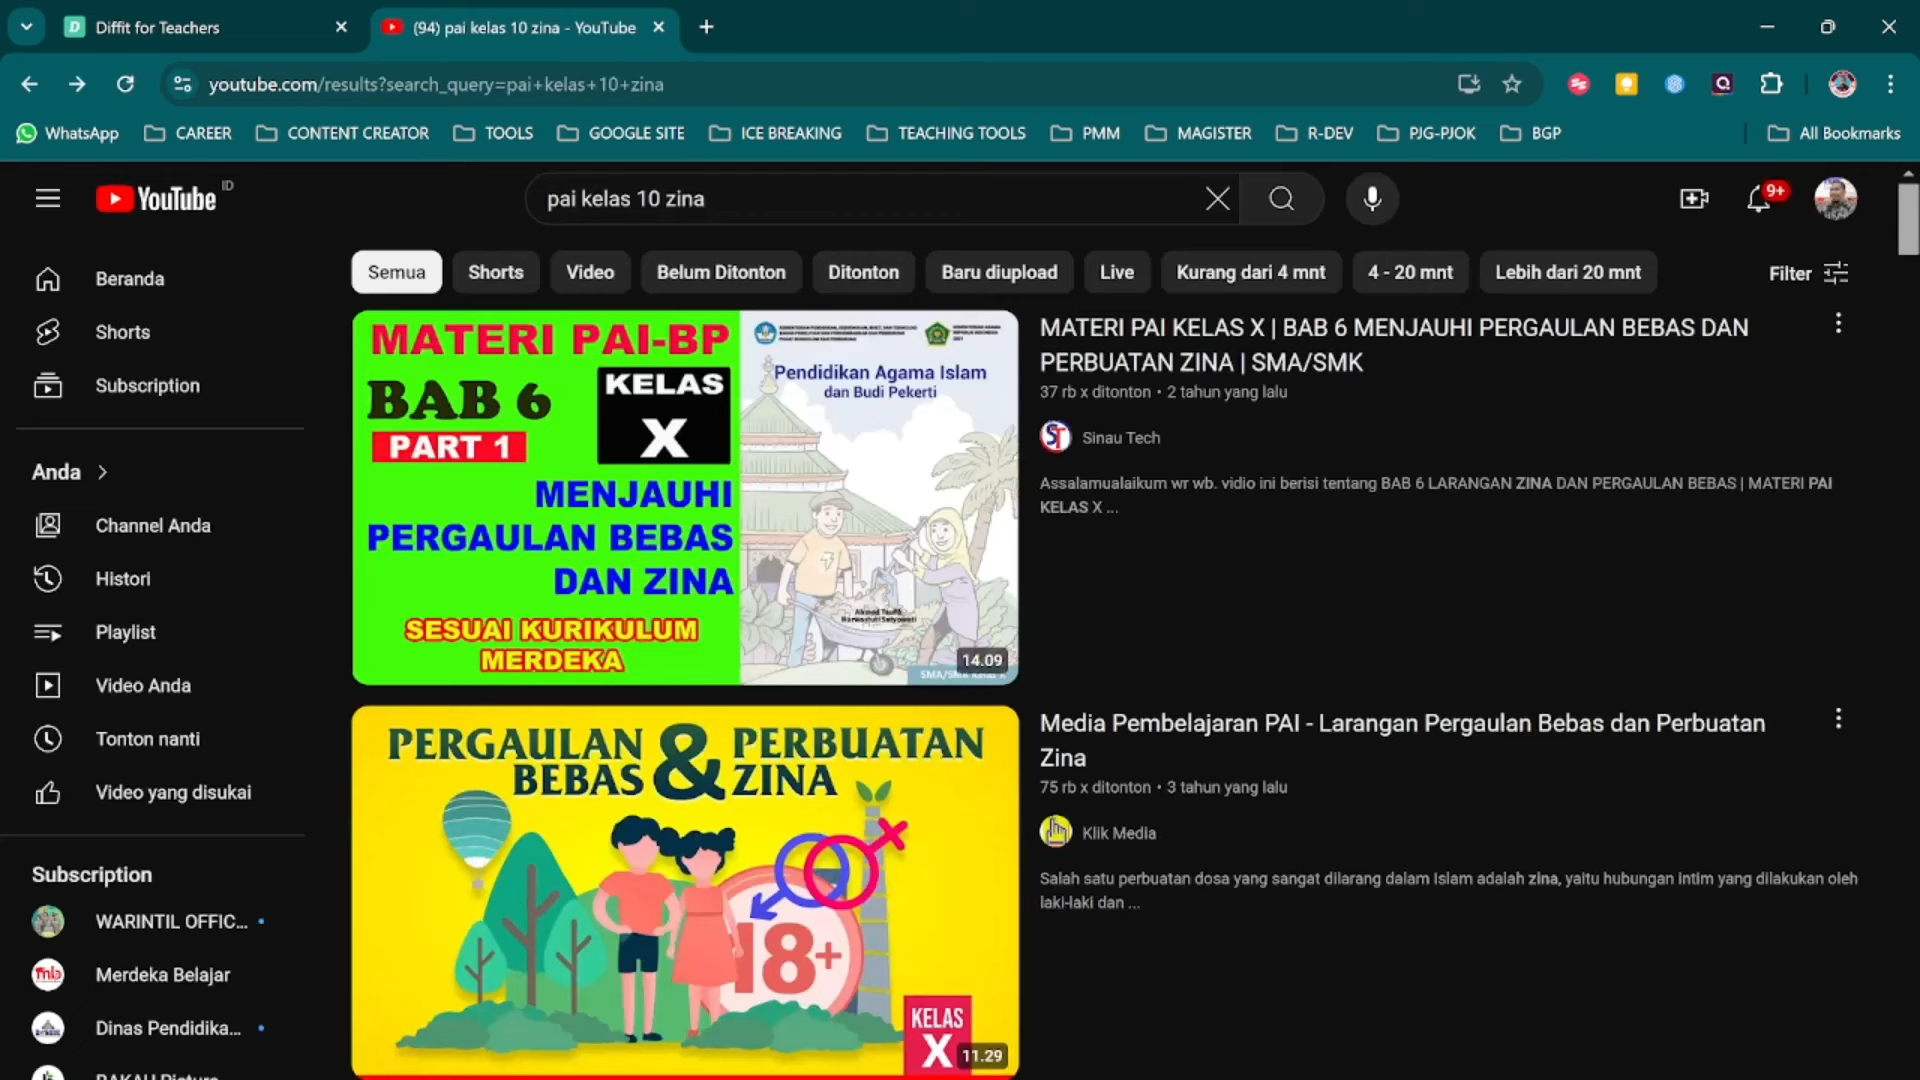 Diffit for Teachers
(94) pai kelas 10 zina - YouTube
youtube.com/results?search_query=pai+kelas+10+zina
WhatsApp
CAREER
CONTENT CREATOR
TOOLS
GOOGLE SITE
ICE BREAKING
TEACHING TOOLS
PMM
MAGISTER
R-DEV
PJG-PJOK
BGP
All Bookmarks
YouTube ID
pai kelas 10 zina
9+
Beranda
Shorts
Subscription
Anda
Channel Anda
Histori
Playlist
Video Anda
Tonton nanti
Video yang disukai
Subscription
WARINTIL OFFIC...
Merdeka Belajar
Dinas Pendidika...
Semua
Shorts
Video
Belum Ditonton
Ditonton
Baru diupload
Live
Kurang dari 4 mnt
4 - 20 mnt
Lebih dari 20 mnt
Filter
MATERI PAI-BP
BAB 6
KELAS
X
PART 1
MENJAUHI
PERGAULAN BEBAS
DAN ZINA
SESUAI KURIKULUM
MERDEKA
Pendidikan Agama Islam
dan Budi Pekerti
14.09
MATERI PAI KELAS X | BAB 6 MENJAUHI PERGAULAN BEBAS DAN
PERBUATAN ZINA | SMA/SMK
37 rb x ditonton • 2 tahun yang lalu
Sinau Tech
Assalamualaikum wr wb. vidio ini berisi tentang BAB 6 LARANGAN ZINA DAN PERGAULAN BEBAS | MATERI PAI
KELAS X ...
PERGAULAN
BEBAS
&
PERBUATAN
ZINA
18+
KELAS
X
11.29
Media Pembelajaran PAI - Larangan Pergaulan Bebas dan Perbuatan
Zina
75 rb x ditonton • 3 tahun yang lalu
Klik Media
Salah satu perbuatan dosa yang sangat dilarang dalam Islam adalah zina, yaitu hubungan intim yang dilakukan oleh
laki-laki dan ...